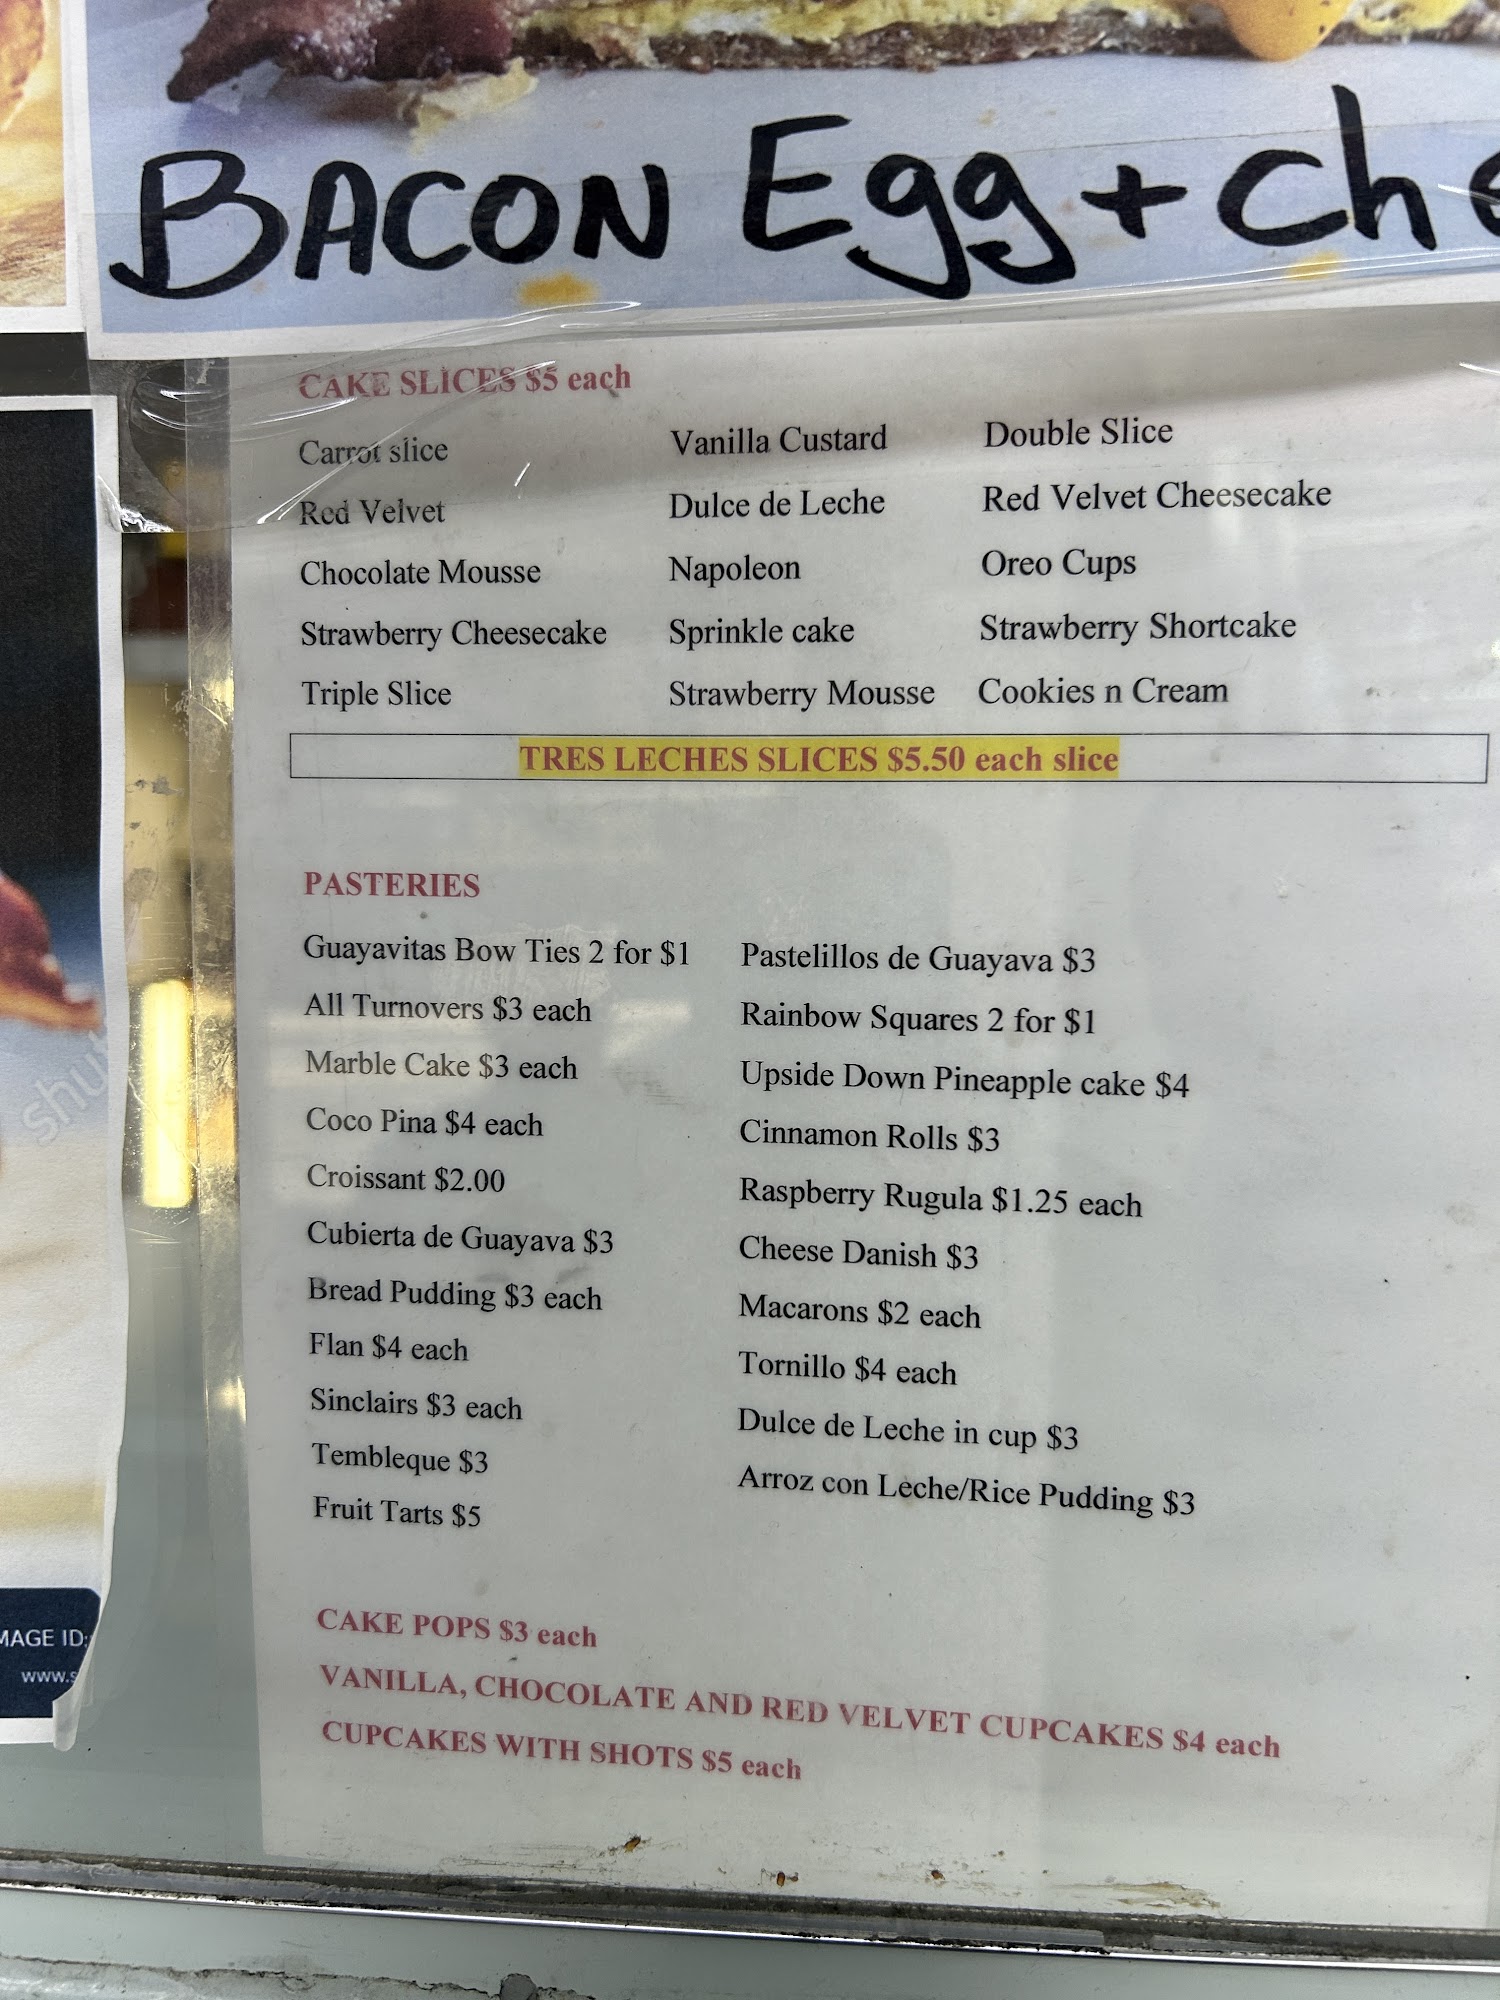 BACON Egg + Che
CAKE SLICES $5 each
Carrot slice Vanilla Custard Double Slice
Red Velvet Dulce de Leche Red Velvet Cheesecake
Chocolate Mousse Napoleon Oreo Cups
Strawberry Cheesecake Sprinkle cake Strawberry Shortcake
Triple Slice Strawberry Mousse Cookies n Cream
TRES LECHES SLICES $5.50 each slice
PASTERIES
Guayavitas Bow Ties 2 for $1
All Turnovers $3 each
Marble Cake $3 each
Coco Pina $4 each
Croissant $2.00
Cubierta de Guayava $3
Bread Pudding $3 each
Flan $4 each
Sinclairs $3 each
Tembleque $3
Fruit Tarts $5
Pastelillos de Guayava $3
Rainbow Squares 2 for $1
Upside Down Pineapple cake $4
Cinnamon Rolls $3
Raspberry Rugula $1.25 each
Cheese Danish $3
Macarons $2 each
Tornillo $4 each
Dulce de Leche in cup $3
Arroz con Leche/Rice Pudding $3
CAKE POPS $3 each
VANILLA, CHOCOLATE AND RED VELVET CUPCAKES $4 each
CUPCAKES WITH SHOTS $5 each
shut
MAGE ID:
www.s